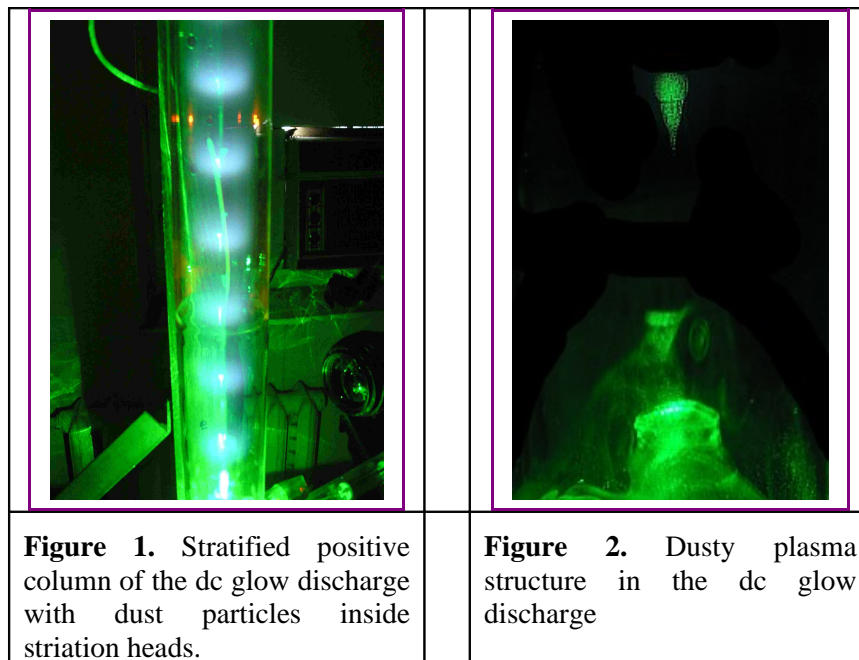 Figure 1. Stratified positive
column of the dc glow discharge
with dust particles inside
striation heads.
Figure 2. Dusty plasma
structure in the dc glow
discharge